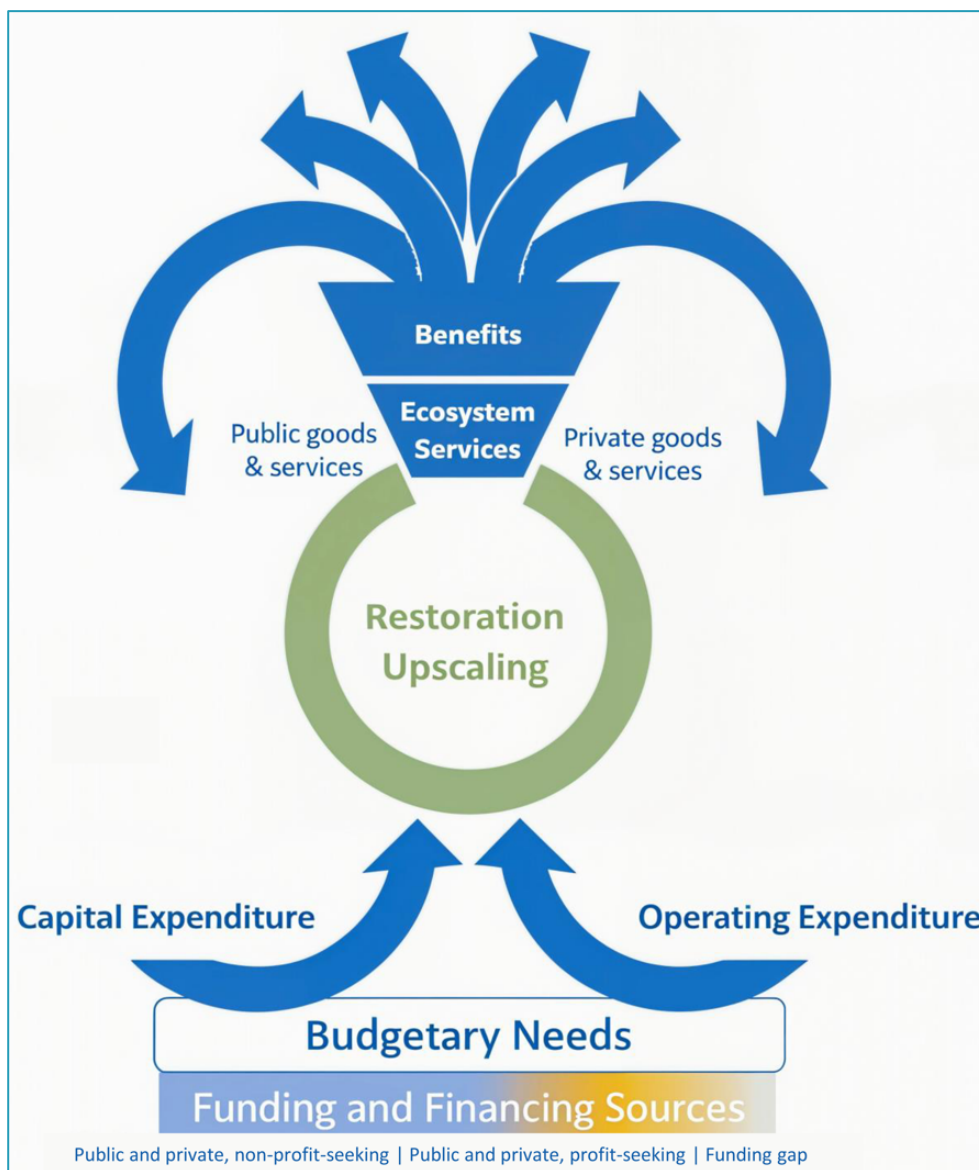 Benefits
Ecosystem
Services
Public goods
& services
Private goods
& services
Restoration
Upscaling
Capital Expenditure
Operating Expenditure
Budgetary Needs
Funding and Financing Sources
Public and private, non-profit-seeking | Public and private, profit-seeking | Funding gap